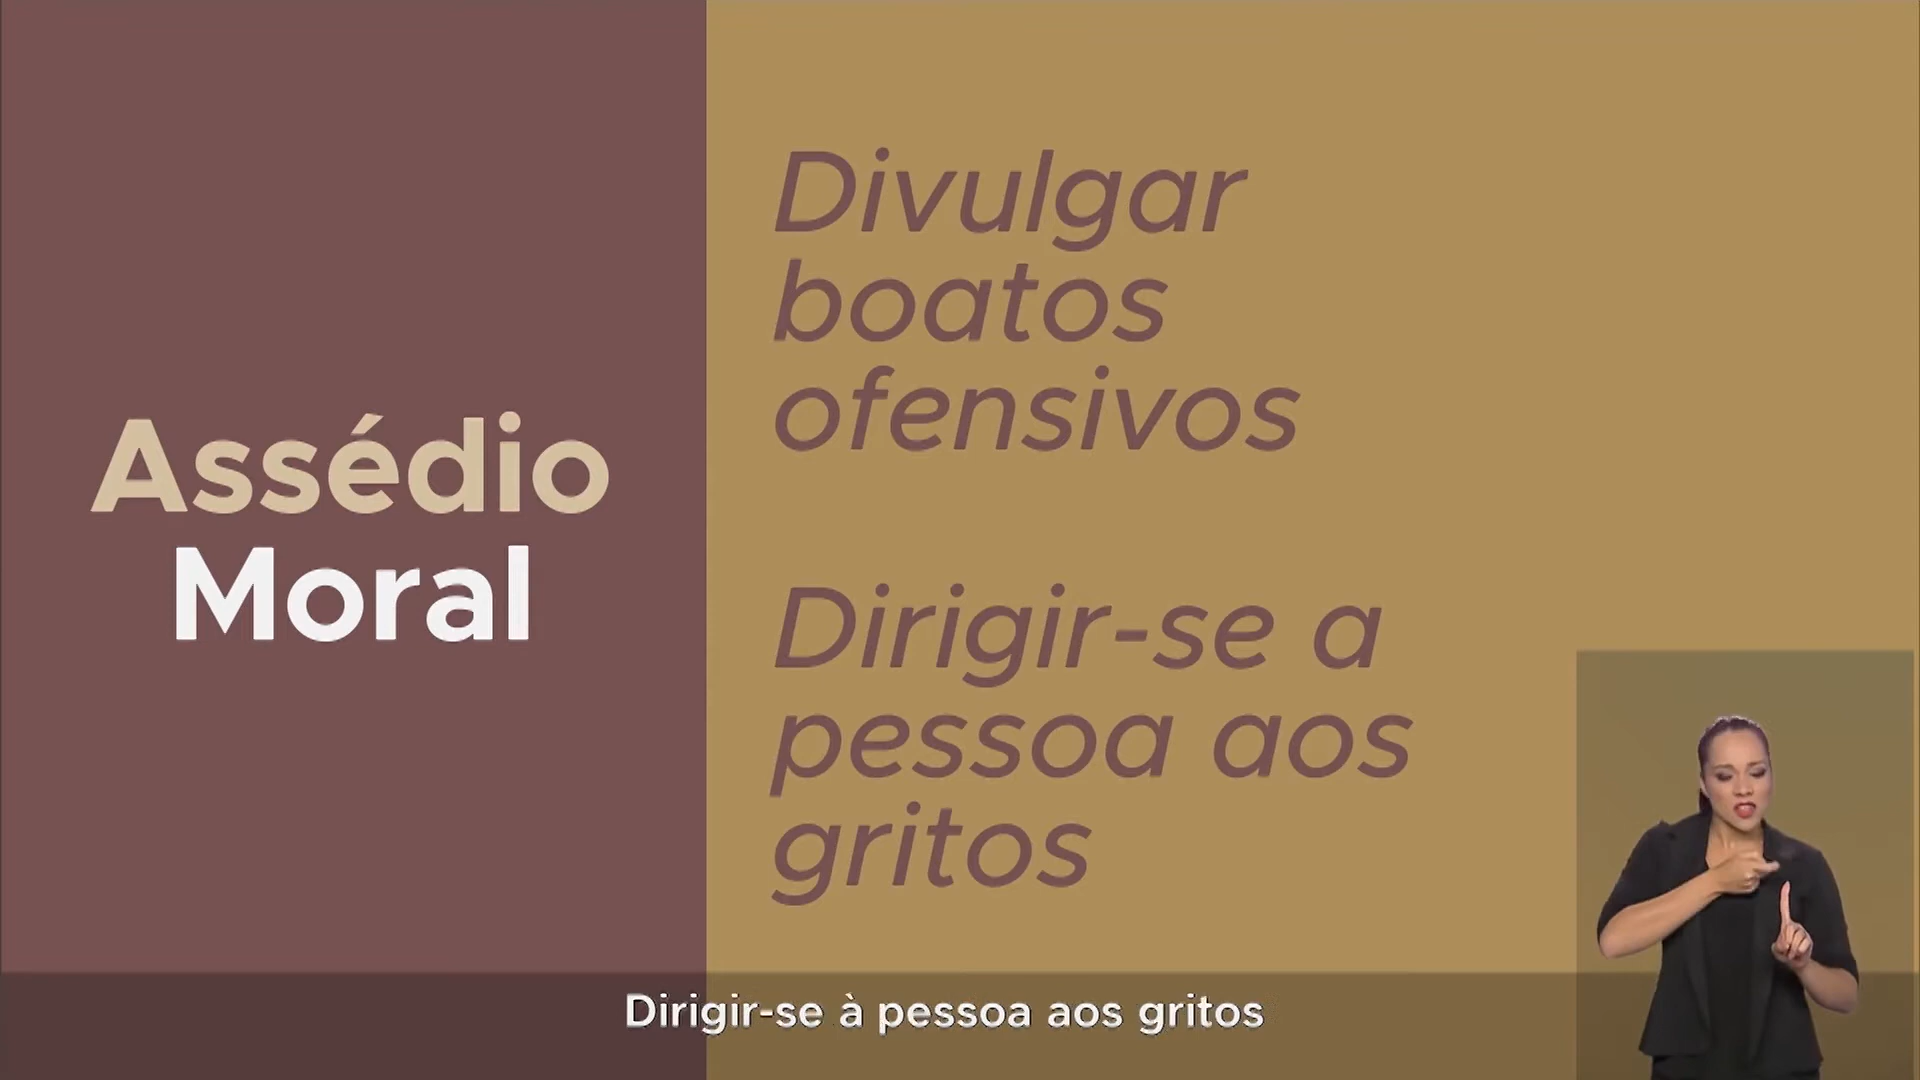 Assédio
Moral
Divulgar
boatos
ofensivos
Dirigir-se a
pessoa aos
gritos
Dirigir-se à pessoa aos gritos